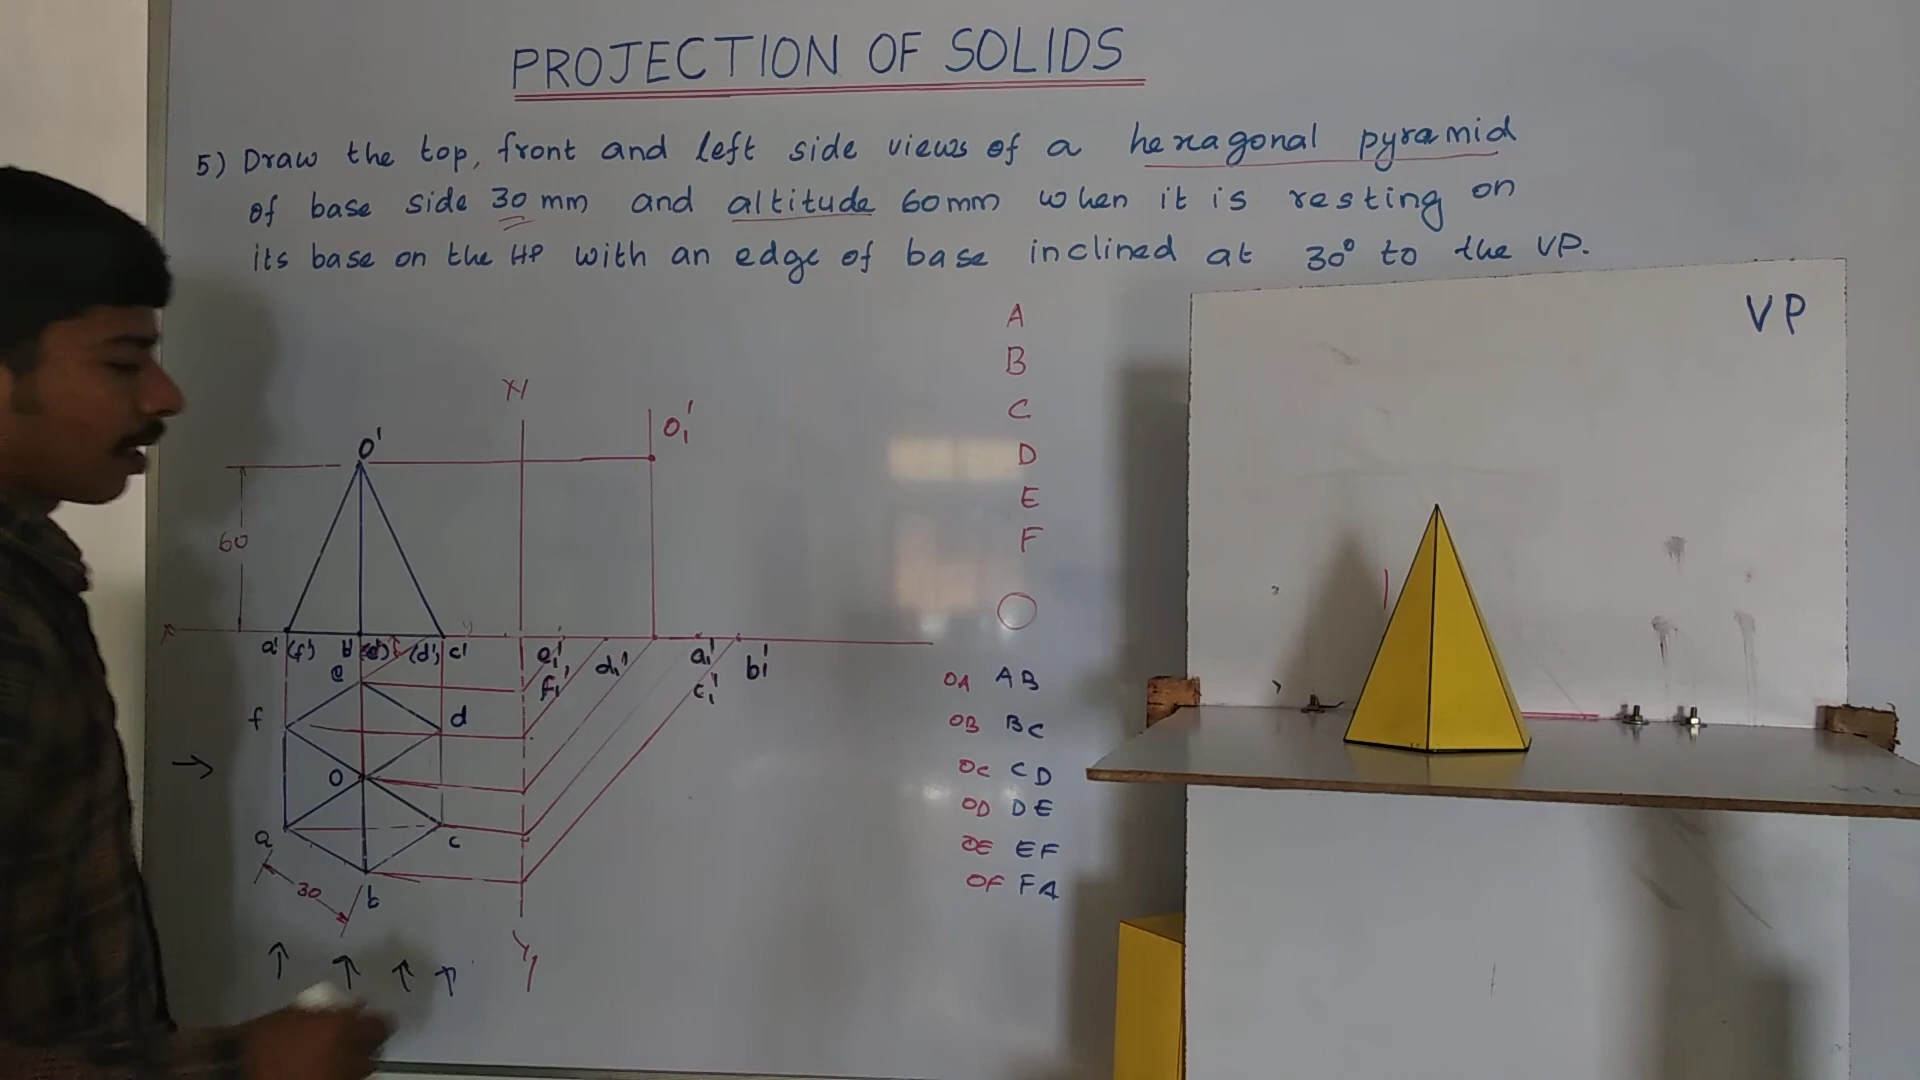 PROJECTION OF SOLIDS
5) Draw the top, front and left side views of a hexagonal pyramid
of base side 30 mm and altitude 60mm when it is resting on
its base on the HP with an edge of base inclined at 30° to the VP.
VP
A
B
C
D
E
F
O
X1
O'
O1'
60
X
y
a' (f') b' (e') (d') c'
e1' f1' d1' a1' c1' b1'
e
f d
o
a c
30
b
Y1
OA AB
OB BC
OC CD
OD DE
OE EF
OF FA